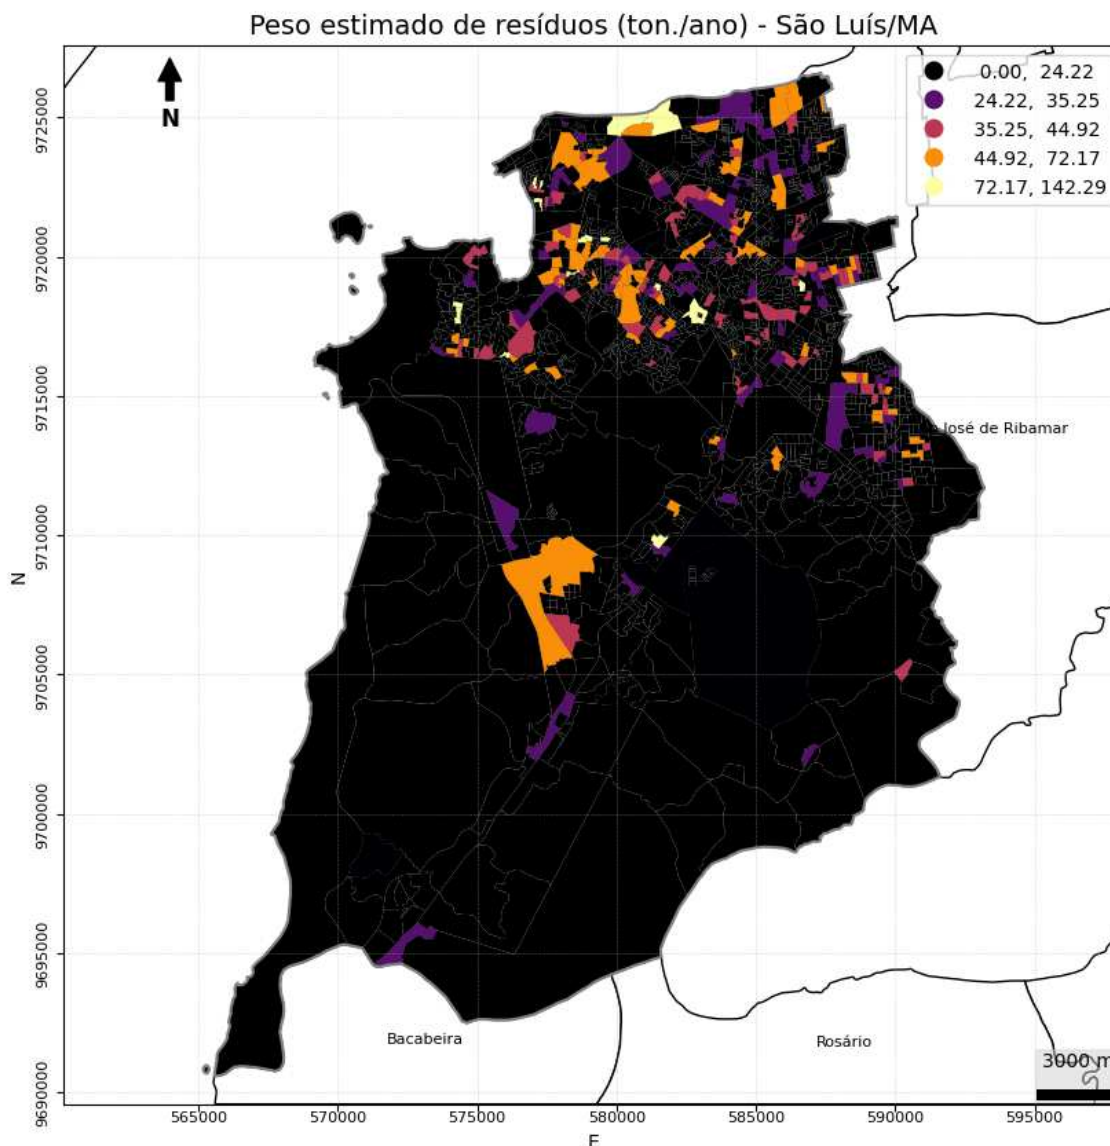 Peso estimado de resíduos (ton./ano) - São Luís/MA
N
0.00, 24.22
24.22, 35.25
35.25, 44.92
44.92, 72.17
72.17, 142.29
9725000
9720000
9715000
José de Ribamar
9710000
N
9705000
9700000
9695000
Bacabeira
Rosário
3000 m
9690000
565000 570000 575000 580000 585000 590000 595000
E